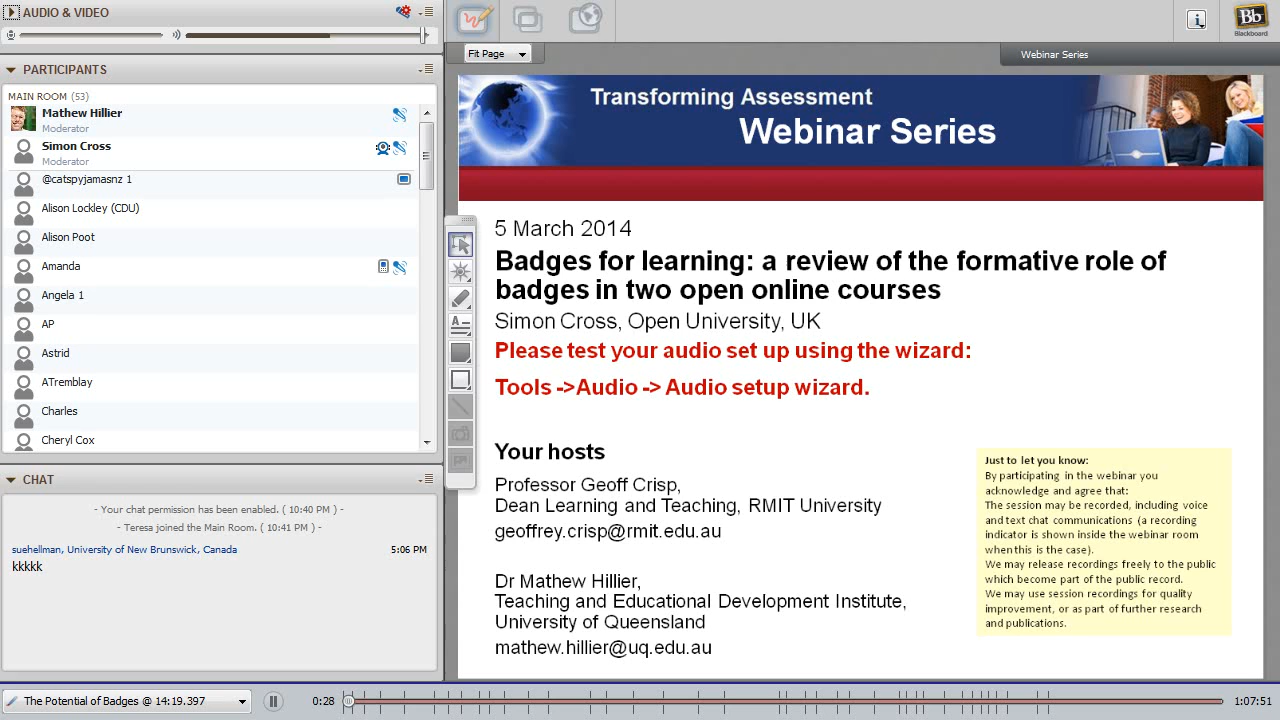 AUDIO & VIDEO
PARTICIPANTS
MAIN ROOM (53)
Mathew Hillier
Moderator
Simon Cross
Moderator
@catspyjamasnz 1
Alison Lockley (CDU)
Alison Poot
Amanda
Angela 1
AP
Astrid
ATremblay
Charles
Cheryl Cox
CHAT
- Your chat permission has been enabled. ( 10:40 PM ) -
- Teresa joined the Main Room. ( 10:41 PM ) -
suehellman, University of New Brunswick, Canada 5:06 PM
kkkkk
Bb
Blackboard
Fit Page
Webinar Series
Transforming Assessment
Webinar Series
5 March 2014
Badges for learning: a review of the formative role of
badges in two open online courses
Simon Cross, Open University, UK
Please test your audio set up using the wizard:
Tools ->Audio -> Audio setup wizard.
Your hosts
Professor Geoff Crisp,
Dean Learning and Teaching, RMIT University
geoffrey.crisp@rmit.edu.au
Dr Mathew Hillier,
Teaching and Educational Development Institute,
University of Queensland
mathew.hillier@uq.edu.au
Just to let you know:
By participating in the webinar you
acknowledge and agree that:
The session may be recorded, including voice
and text chat communications (a recording
indicator is shown inside the webinar room
when this is the case).
We may release recordings freely to the public
which become part of the public record.
We may use session recordings for quality
improvement, or as part of further research
and publications.
The Potential of Badges @ 14:19.397
0:28
1:07:51